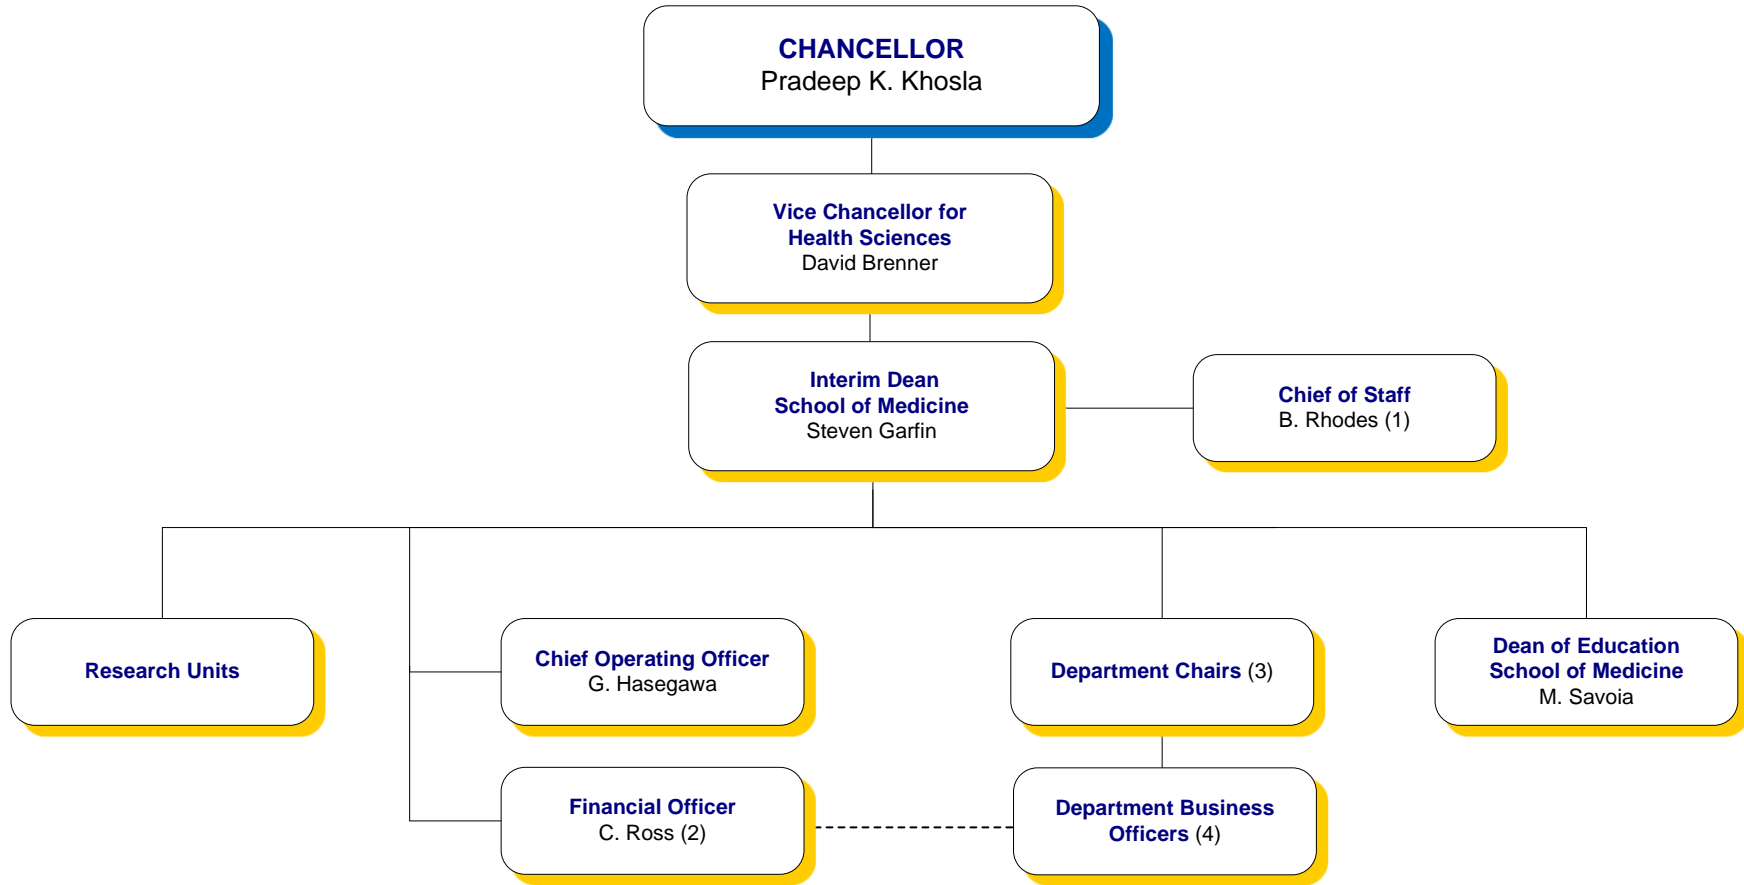 CHANCELLOR
Pradeep K. Khosla
Vice Chancellor for
Health Sciences
David Brenner
Interim Dean
School of Medicine
Steven Garfin
Chief of Staff
B. Rhodes (1)
Research Units
Chief Operating Officer
G. Hasegawa
Department Chairs (3)
Dean of Education
School of Medicine
M. Savoia
Financial Officer
C. Ross (2)
Department Business
Officers (4)